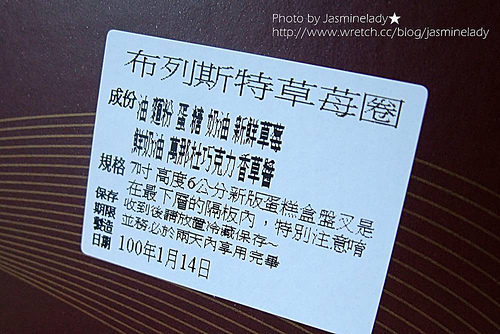 Photo by Jasminelady★
http://www.wretch.cc/blog/jasminelady
布列斯特草莓圈
成份 油 麵粉 蛋 糖 奶油 新鮮草莓
鮮奶油 萬那杜巧克力 香草醬
規格 7吋 高度6公分新版蛋糕盒盤叉是
在最下層的隔板內，特別注意唷
保存期限 收到後請放置冷藏保存~
並務必於兩天內享用完畢
製造日期 100年1月14日